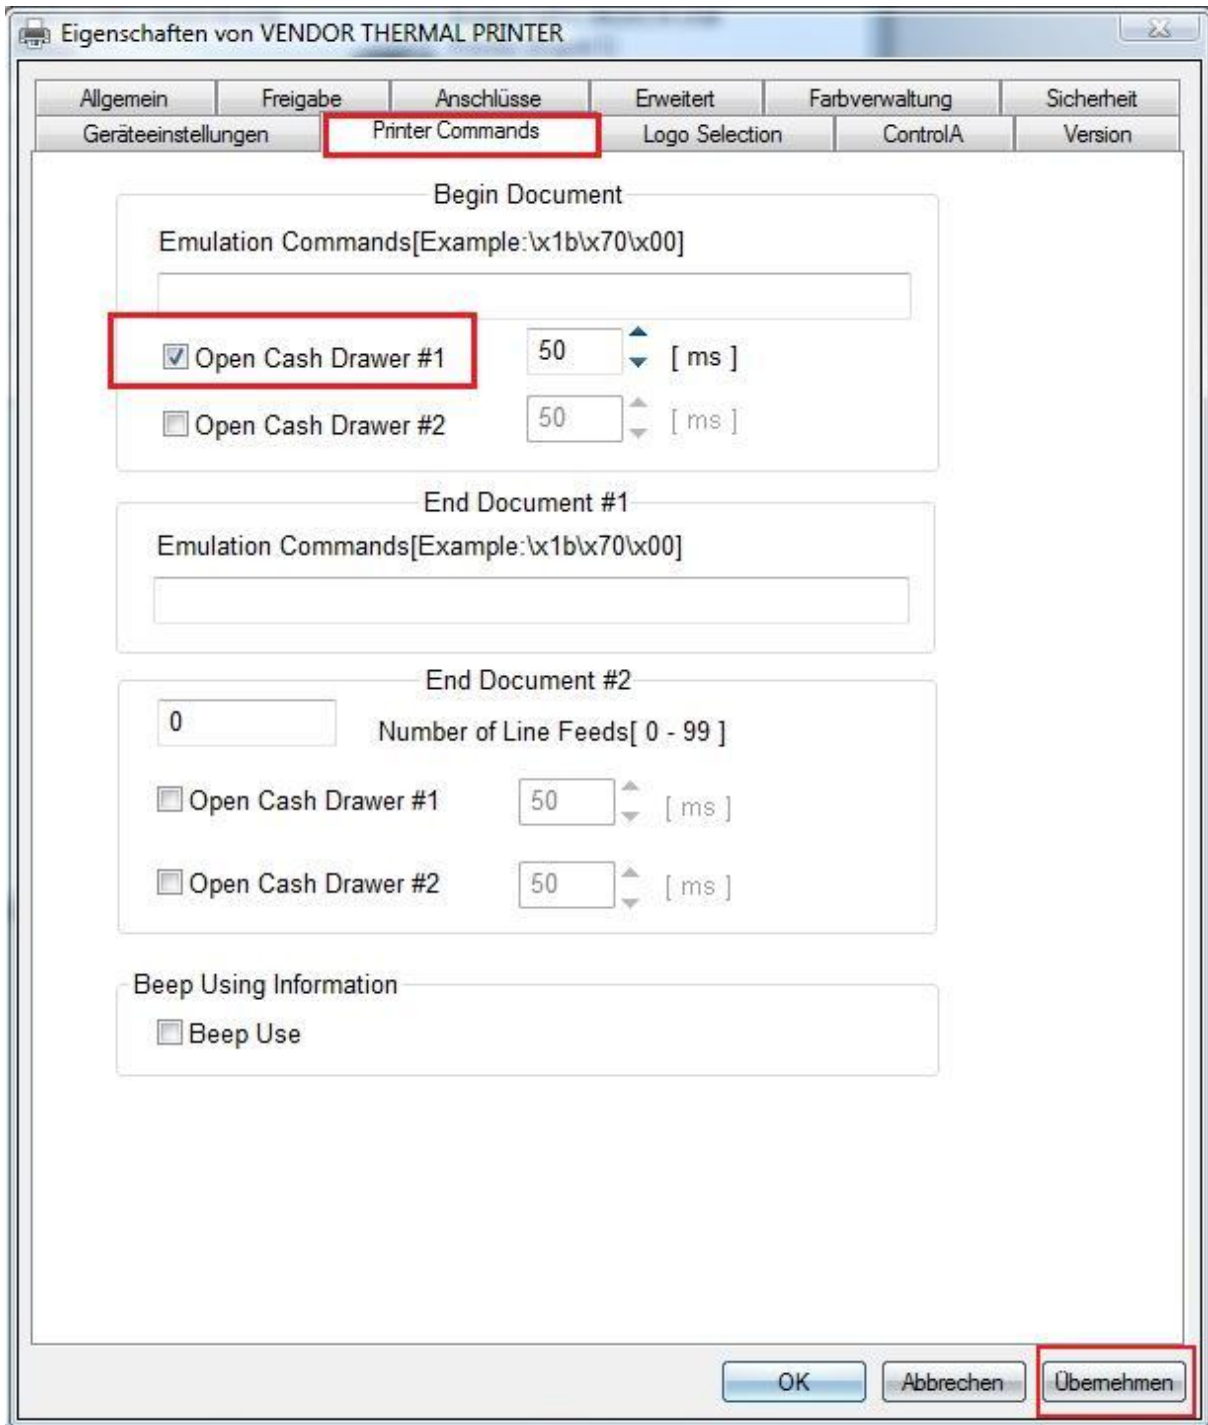 Eigenschaften von VENDOR THERMAL PRINTER
Allgemein Freigabe Anschlüsse Erweitert Farbverwaltung Sicherheit
Geräteeinstellungen Printer Commands Logo Selection ControlA Version
Begin Document
Emulation Commands[Example:\x1b\x70\x00]
Open Cash Drawer #1 50 [ ms ]
Open Cash Drawer #2 50 [ ms ]
End Document #1
Emulation Commands[Example:\x1b\x70\x00]
End Document #2
0 Number of Line Feeds[ 0 - 99 ]
Open Cash Drawer #1 50 [ ms ]
Open Cash Drawer #2 50 [ ms ]
Beep Using Information
Beep Use
OK Abbrechen Übernehmen